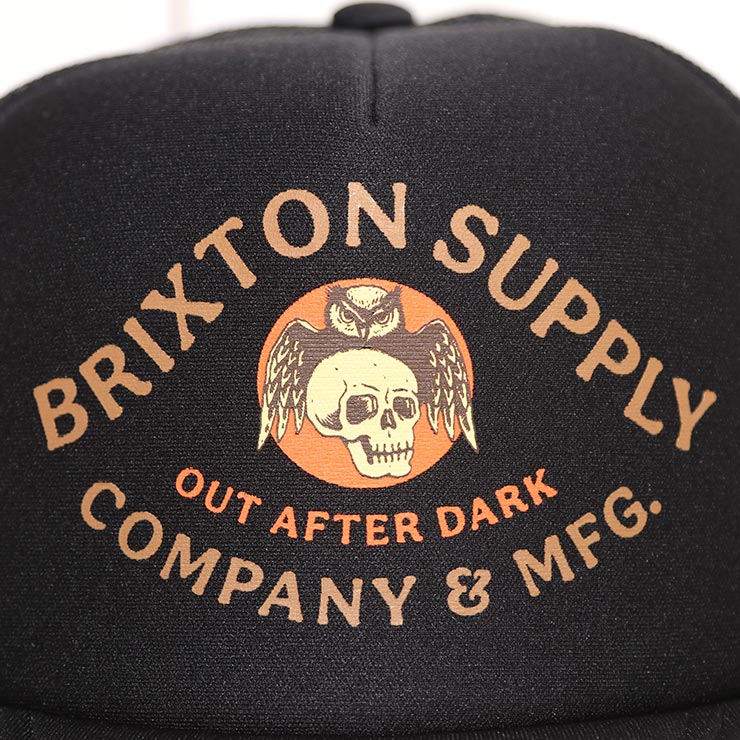 BRIXTON SUPPLY
OUT AFTER DARK
COMPANY & MFG.